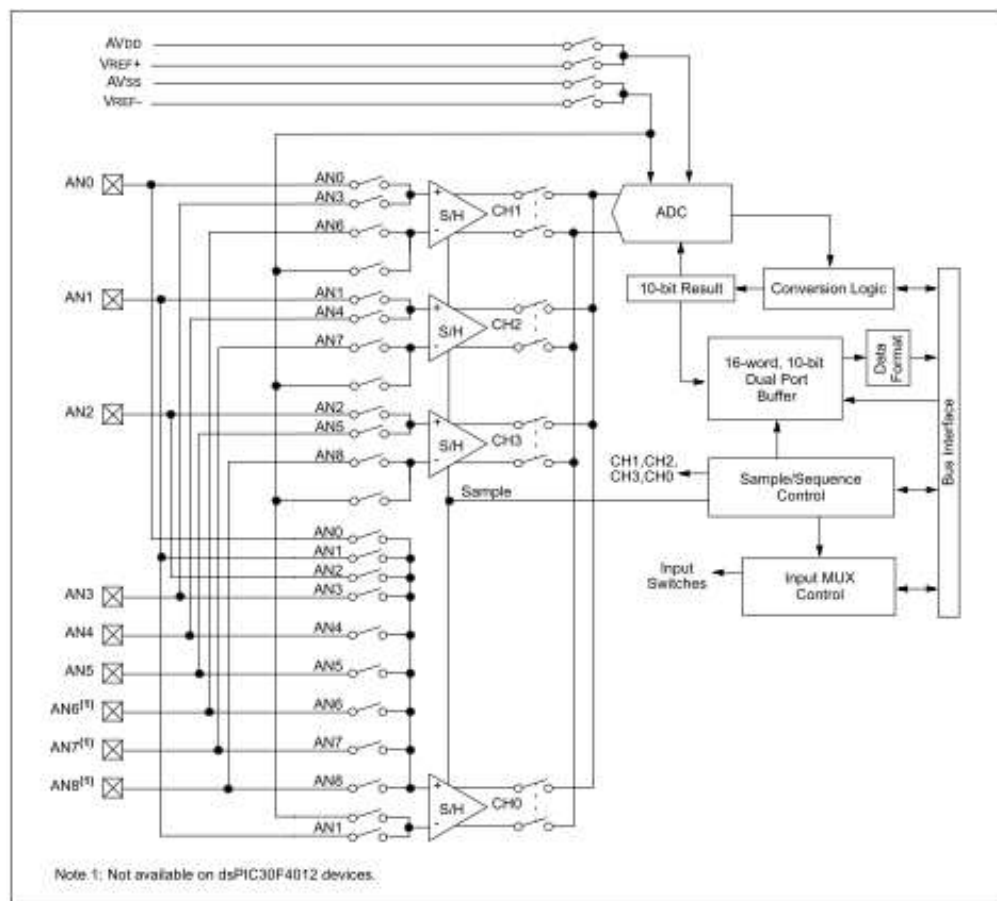 AVDD
VREF+
AVSS
VREF-
AN0
AN0
AN3
AN6
+
-
S/H
CH1
ADC
10-bit Result
Conversion Logic
AN1
AN1
AN4
AN7
+
-
S/H
CH2
16-word, 10-bit
Dual Port
Buffer
Data
Format
AN2
AN2
AN5
AN8
+
-
S/H
CH3
CH1,CH2,
CH3,CH0
Sample
Sample/Sequence
Control
Bus Interface
AN0
AN1
AN2
AN3
AN3
Input
Switches
Input MUX
Control
AN4
AN4
AN5
AN5
AN6(1)
AN6
AN7(1)
AN7
AN8(1)
AN8
+
-
S/H
CH0
AN1
Note 1: Not available on dsPIC30F4012 devices.